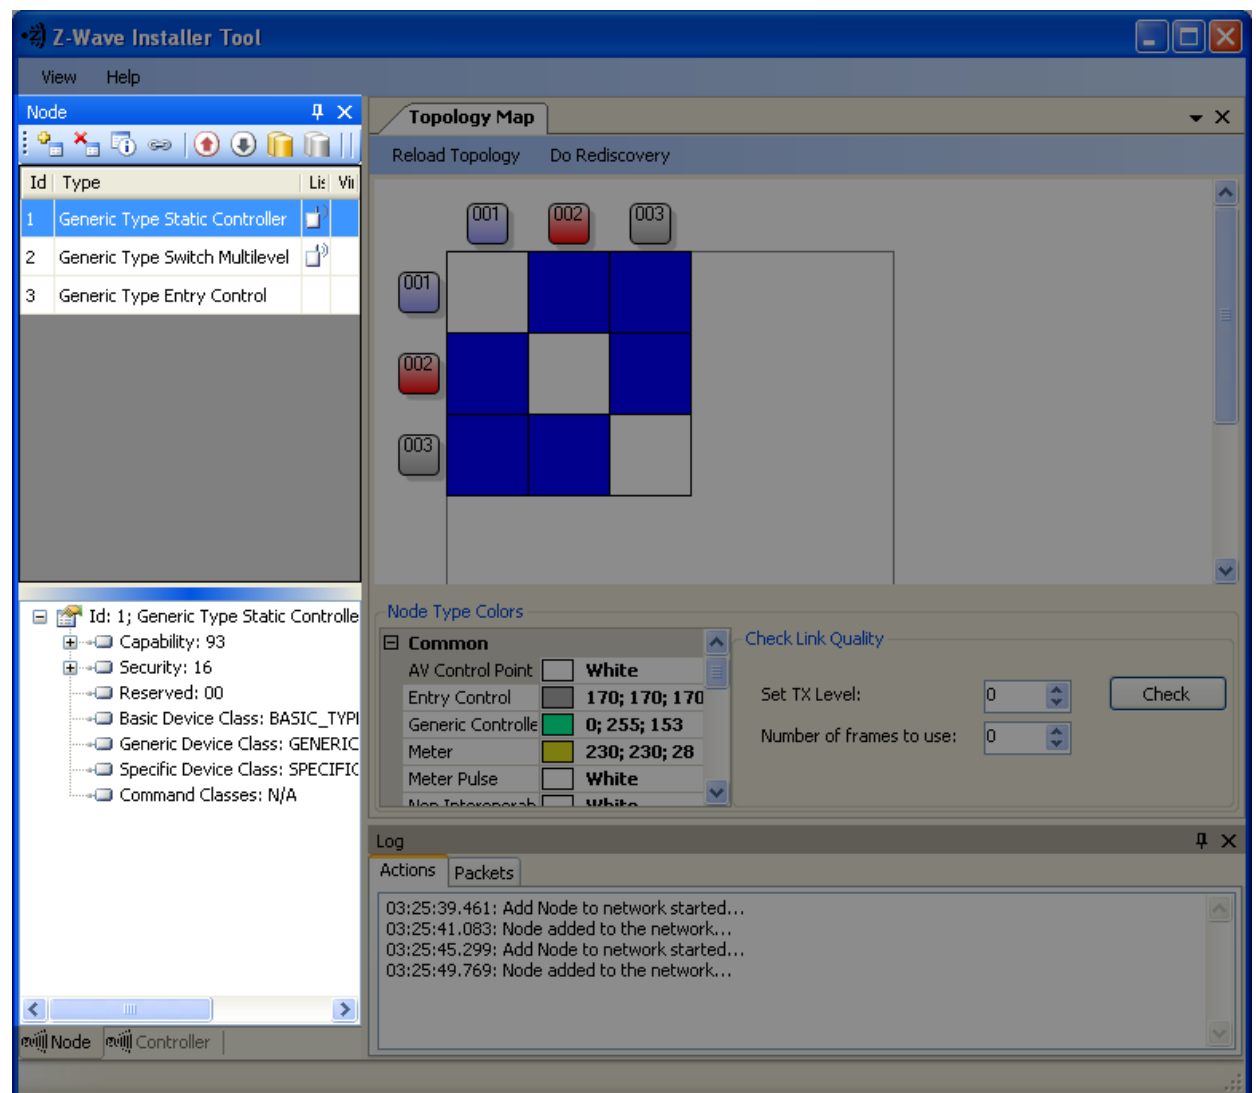 Z-Wave Installer Tool
View Help
Node
Id Type Lis Vii
1 Generic Type Static Controller
2 Generic Type Switch Multilevel
3 Generic Type Entry Control
Id: 1; Generic Type Static Controlle
Capability: 93
Security: 16
Reserved: 00
Basic Device Class: BASIC_TYPI
Generic Device Class: GENERIC
Specific Device Class: SPECIFIC
Command Classes: N/A
Node Controller
Topology Map
Reload Topology Do Rediscovery
001 002 003
001
002
003
Node Type Colors
Common
AV Control Point White
Entry Control 170; 170; 170
Generic Controlle 0; 255; 153
Meter 230; 230; 28
Meter Pulse White
Non Interoperab White
Check Link Quality
Set TX Level: 0 Check
Number of frames to use: 0
Log
Actions Packets
03:25:39.461: Add Node to network started...
03:25:41.083: Node added to the network...
03:25:45.299: Add Node to network started...
03:25:49.769: Node added to the network...